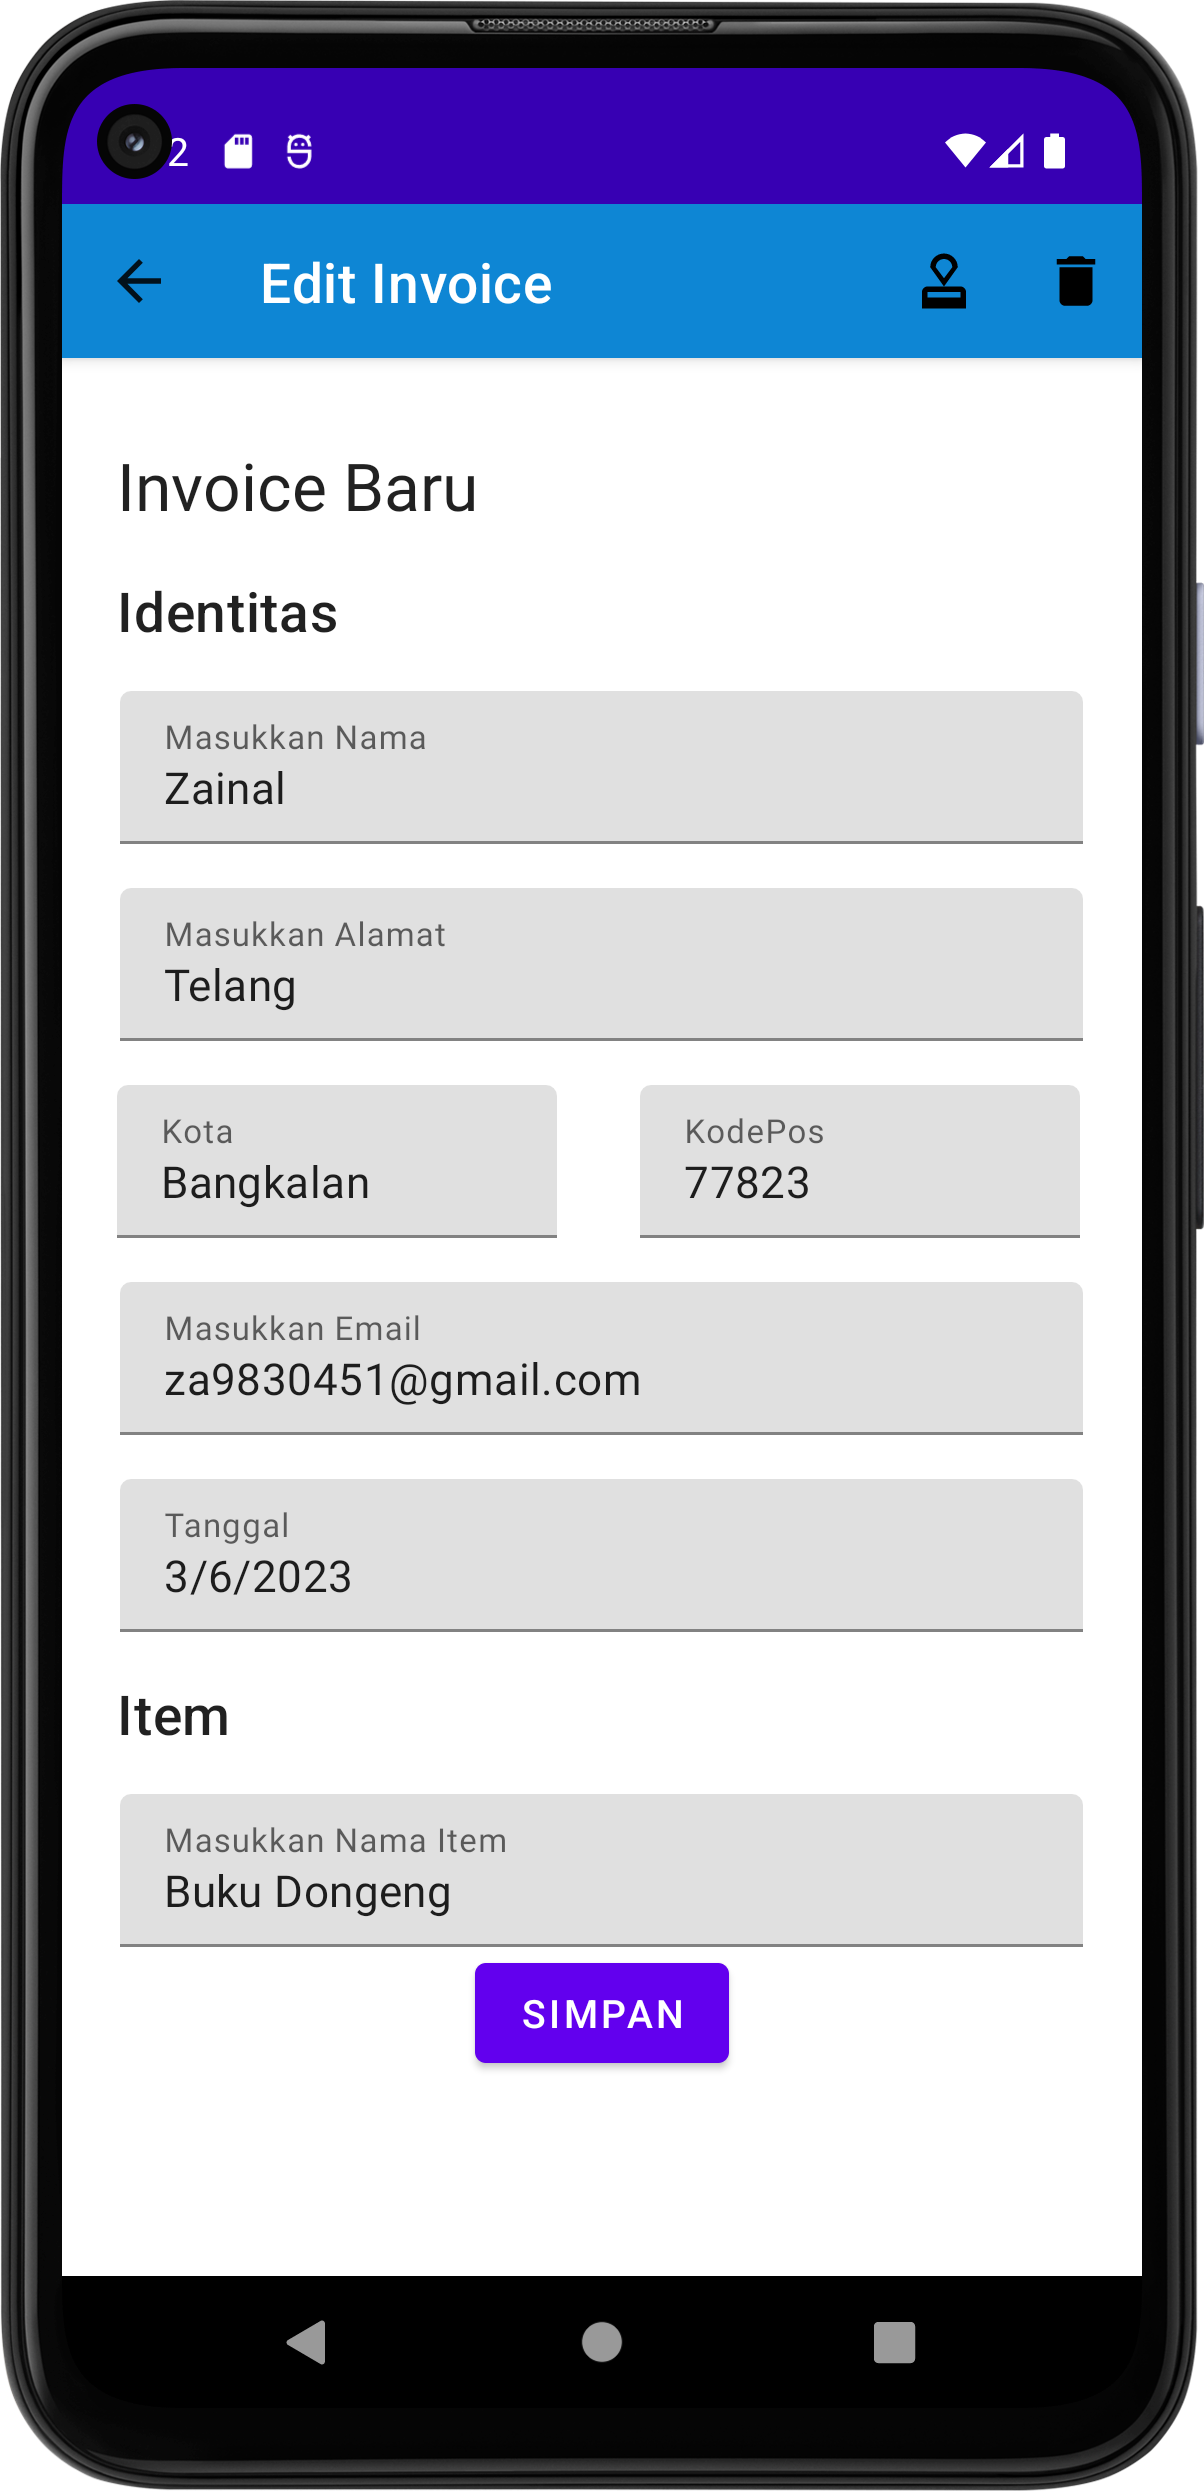 2
Edit Invoice
Invoice Baru
Identitas
Masukkan Nama
Zainal
Masukkan Alamat
Telang
Kota
Bangkalan
KodePos
77823
Masukkan Email
za9830451@gmail.com
Tanggal
3/6/2023
Item
Masukkan Nama Item
Buku Dongeng
SIMPAN